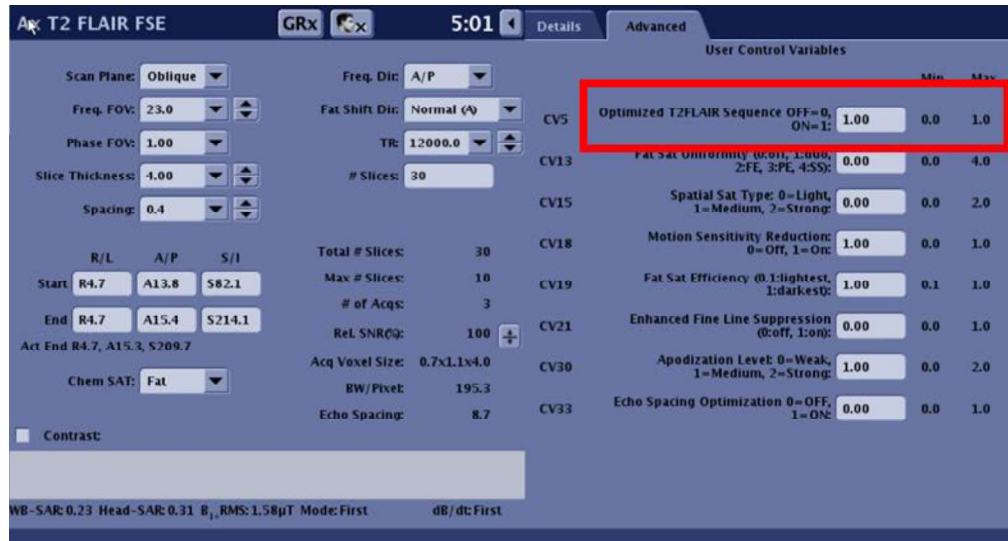 Ax T2 FLAIR FSE GRx 5:01
Details Advanced
User Control Variables
Min Max
Scan Plane: Oblique Freq. Dir: A/P
Freq. FOV: 23.0 Fat Shift Dir: Normal (A)
Phase FOV: 1.00 TR: 12000.0
Slice Thickness: 4.00 # Slices: 30
Spacing: 0.4
R/L A/P S/I
Start R4.7 A13.8 S82.1
End R4.7 A15.4 S214.1
Act End R4.7, A15.3, S209.7
Chem SAT: Fat
Total # Slices: 30
Max # Slices: 10
# of Acqs: 3
Rel. SNR(%): 100
Acq Voxel Size: 0.7x1.1x4.0
BW/Pixel: 195.3
Echo Spacing: 8.7
Contrast:
WB-SAR: 0.23 Head-SAR: 0.31 B1+RMS: 1.58µT Mode: First dB/dt: First
CV5 Optimized T2FLAIR Sequence OFF=0, 1.00 0.0 1.0
ON=1:
CV13 Fat Sat Uniformity (0:off, 1:duo, 0.00 0.0 4.0
2:FE, 3:PE, 4:SS):
CV15 Spatial Sat Type: 0=Light, 0.00 0.0 2.0
1=Medium, 2=Strong:
CV18 Motion Sensitivity Reduction: 1.00 0.0 1.0
0=Off, 1=On:
CV19 Fat Sat Efficiency (0.1:lightest, 1.00 0.1 1.0
1:darkest):
CV21 Enhanced Fine Line Suppression 0.00 0.0 1.0
(0:off, 1:on):
CV30 Apodization Level: 0=Weak, 1.00 0.0 2.0
1=Medium, 2=Strong:
CV33 Echo Spacing Optimization 0=OFF, 0.00 0.0 1.0
1=ON: